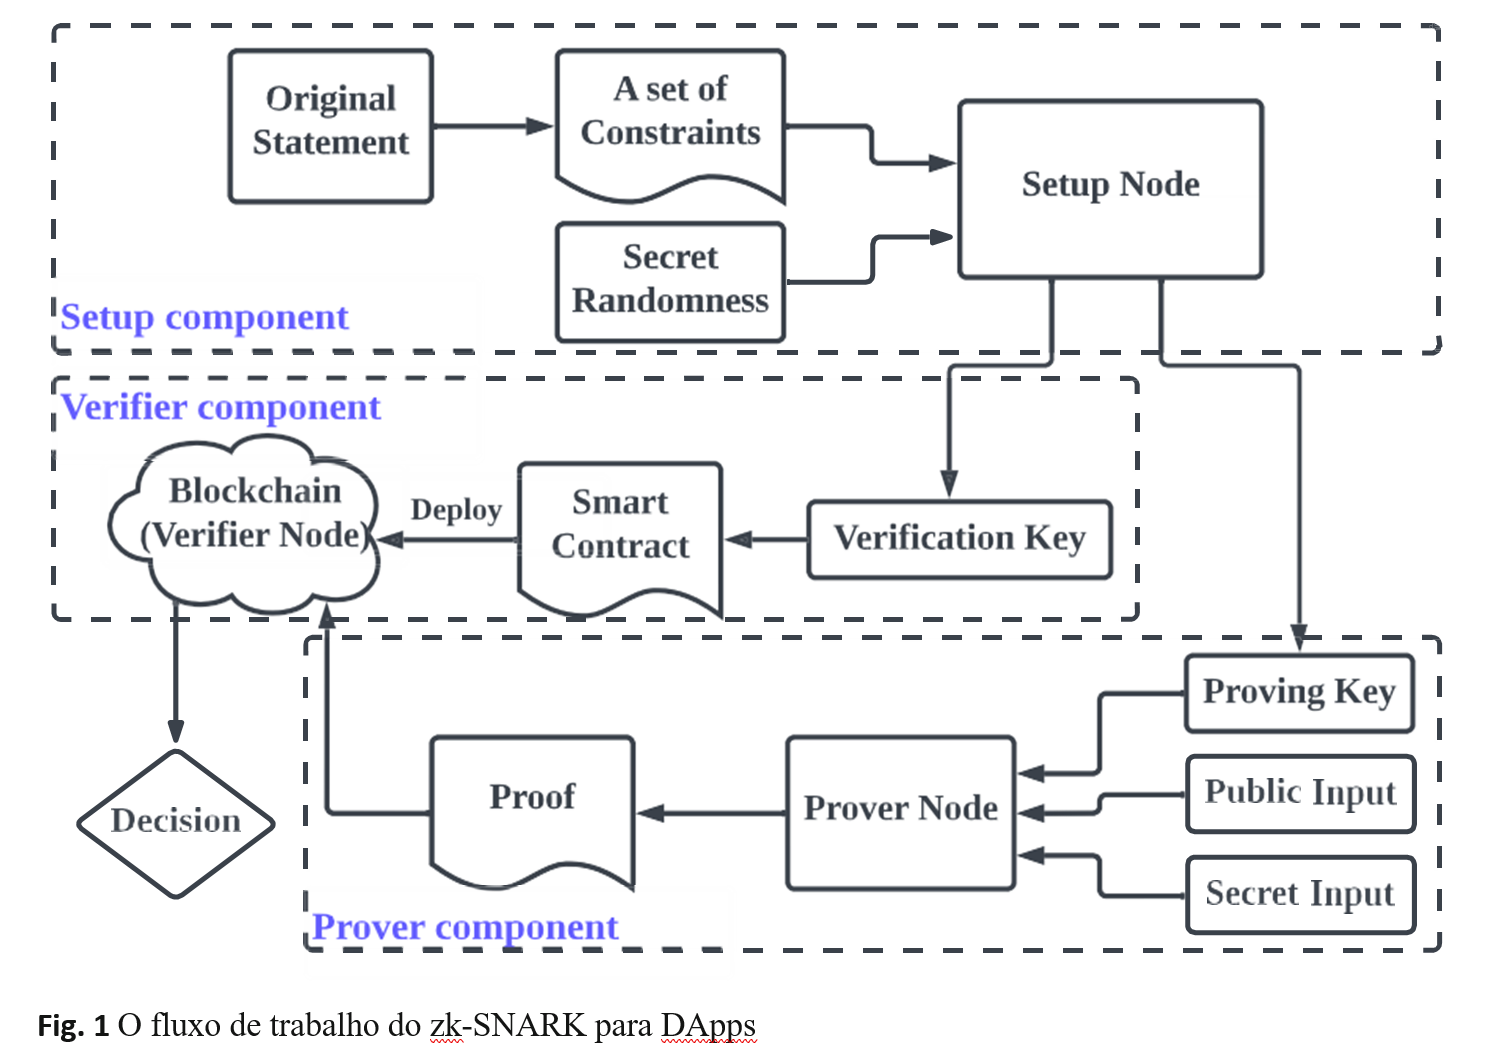 Original
Statement
A set of
Constraints
Setup Node
Secret
Randomness
Setup component
Verifier component
Blockchain
(Verifier Node)
Deploy
Smart
Contract
Verification Key
Proving Key
Public Input
Secret Input
Prover Node
Proof
Decision
Prover component
Fig. 1 O fluxo de trabalho do zk-SNARK para DApps